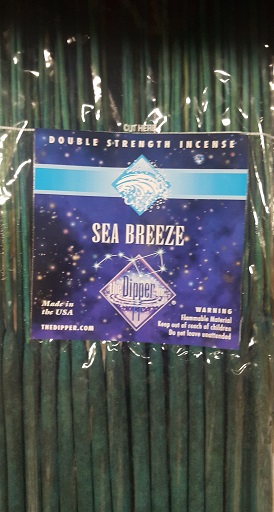 CUT HERE
DOUBLE STRENGTH INCENSE
SEA BREEZE
The Dipper
Made in
the USA
THEDIPPER.COM
WARNING
Flammable Material
Keep out of reach of children
Do not leave unattended